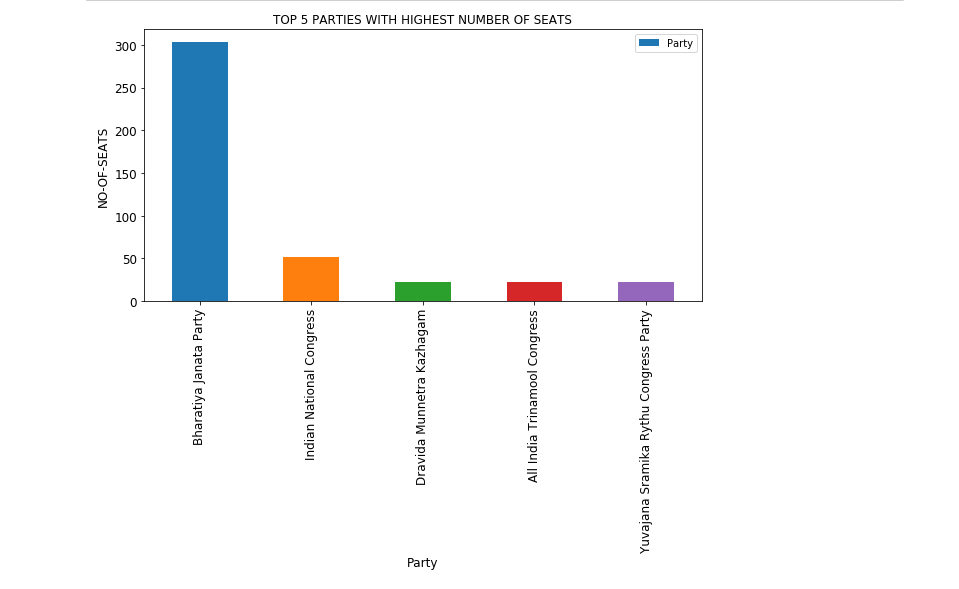 TOP 5 PARTIES WITH HIGHEST NUMBER OF SEATS
Party
300
250
200
150
100
50
0
NO-OF-SEATS
Bharatiya Janata Party
Indian National Congress
Dravida Munnetra Kazhagam
All India Trinamool Congress
Yuvajana Sramika Rythu Congress Party
Party